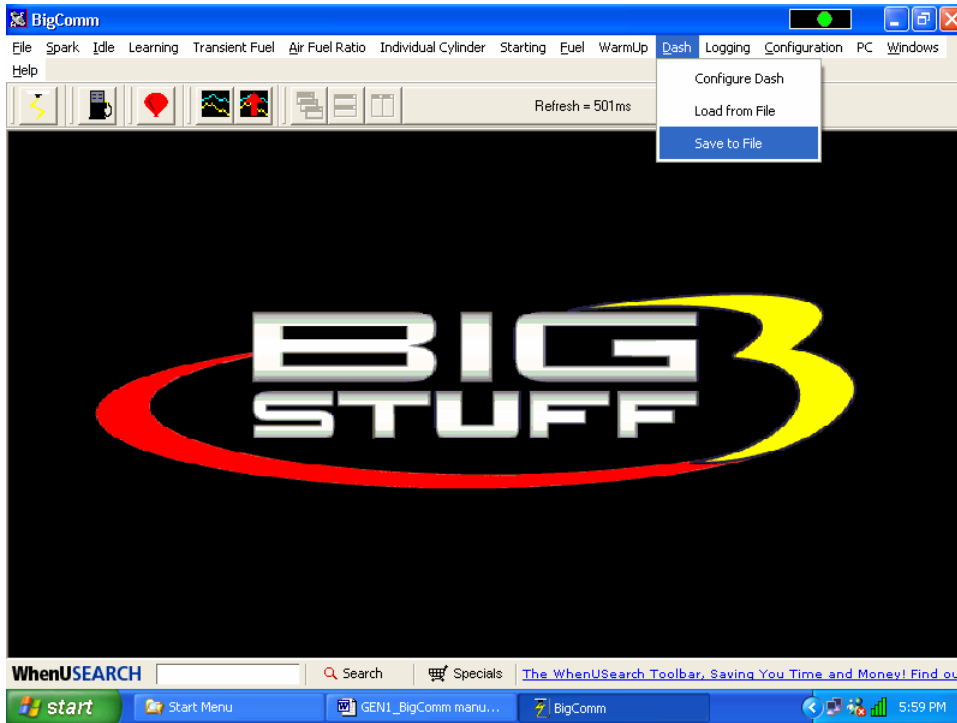 BigComm
File Spark Idle Learning Transient Fuel Air Fuel Ratio Individual Cylinder Starting Fuel WarmUp Dash Logging Configuration PC Windows
Help
Configure Dash
Refresh = 501ms
Load from File
Save to File
BIG 3
STUFF
WhenUSEARCH Search Specials The WhenUSearch Toolbar, Saving You Time and Money! Find ou
start Start Menu GEN1_BigComm manu... BigComm 5:59 PM